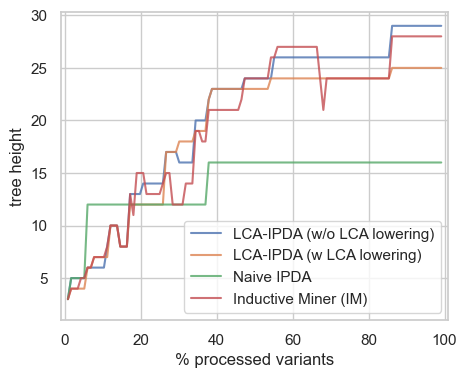 30
25
20
15
10
5
tree height
0
20
40
60
80
100
% processed variants
LCA-IPDA (w/o LCA lowering)
LCA-IPDA (w LCA lowering)
Naive IPDA
Inductive Miner (IM)